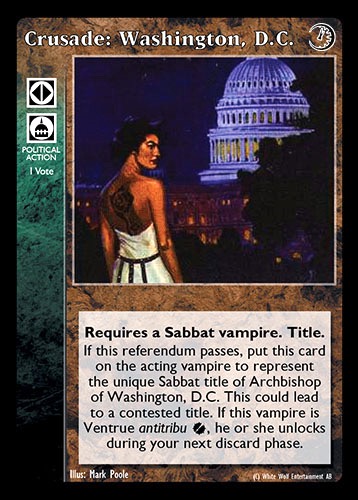 Crusade: Washington, D.C.
POLITICAL
ACTION
1 Vote
Requires a Sabbat vampire. Title.
If this referendum passes, put this card
on the acting vampire to represent
the unique Sabbat title of Archbishop
of Washington, D.C. This could lead
to a contested title. If this vampire is
Ventrue antitribu , he or she unlocks
during your next discard phase.
Illus: Mark Poole
(C) White Wolf Entertainment AB